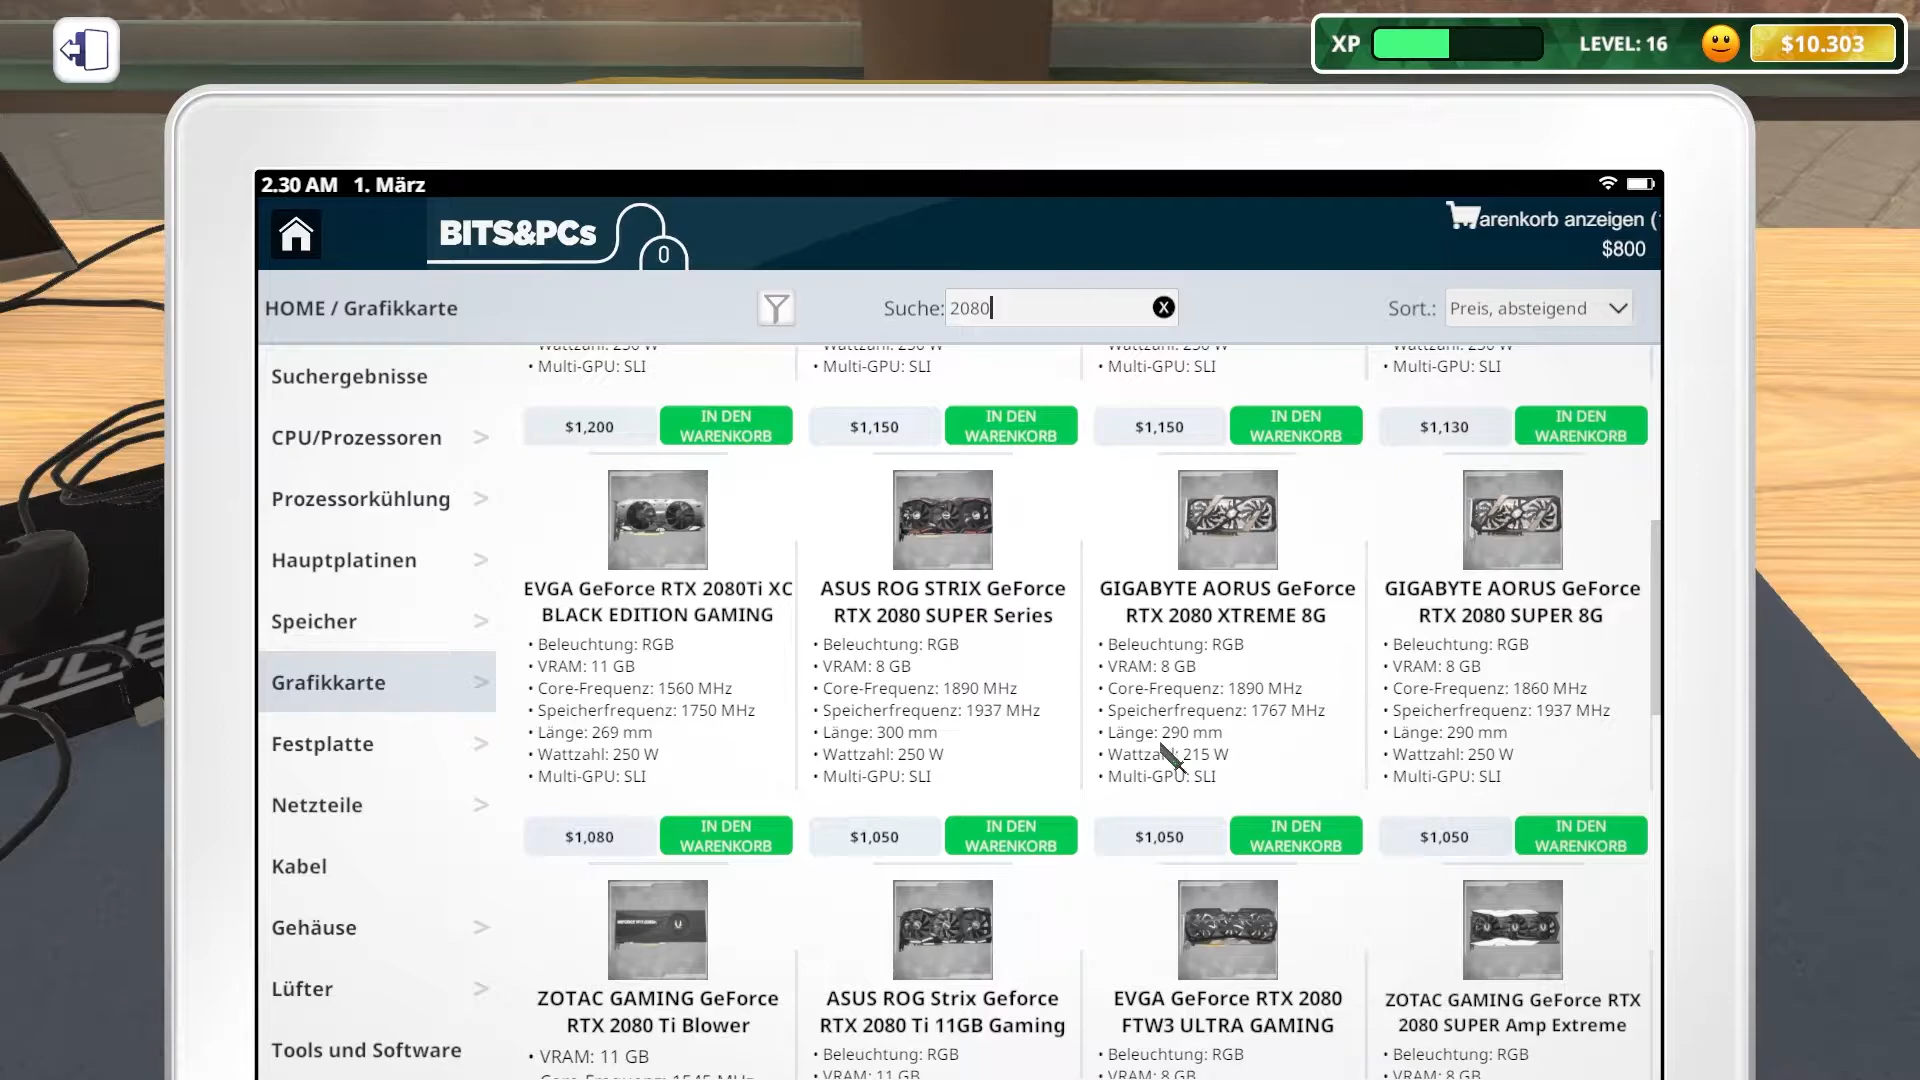 XP LEVEL: 16 $10.303
2.30 AM 1. März
BITS&PCs
arenkorb anzeigen (
$800
HOME / Grafikkarte Suche: 2080 X Sort.: Preis, absteigend
Suchergebnisse
CPU/Prozessoren >
Prozessorkühlung >
Hauptplatinen >
Speicher >
Grafikkarte >
Festplatte >
Netzteile >
Kabel
Gehäuse >
Lüfter >
Tools und Software
• Multi-GPU: SLI
$1,200 IN DEN WARENKORB
• Multi-GPU: SLI
$1,150 IN DEN WARENKORB
• Multi-GPU: SLI
$1,150 IN DEN WARENKORB
• Multi-GPU: SLI
$1,130 IN DEN WARENKORB
EVGA GeForce RTX 2080Ti XC
BLACK EDITION GAMING
• Beleuchtung: RGB
• VRAM: 11 GB
• Core-Frequenz: 1560 MHz
• Speicherfrequenz: 1750 MHz
• Länge: 269 mm
• Wattzahl: 250 W
• Multi-GPU: SLI
$1,080 IN DEN WARENKORB
ASUS ROG STRIX GeForce
RTX 2080 SUPER Series
• Beleuchtung: RGB
• VRAM: 8 GB
• Core-Frequenz: 1890 MHz
• Speicherfrequenz: 1937 MHz
• Länge: 300 mm
• Wattzahl: 250 W
• Multi-GPU: SLI
$1,050 IN DEN WARENKORB
GIGABYTE AORUS GeForce
RTX 2080 XTREME 8G
• Beleuchtung: RGB
• VRAM: 8 GB
• Core-Frequenz: 1890 MHz
• Speicherfrequenz: 1767 MHz
• Länge: 290 mm
• Wattzahl: 215 W
• Multi-GPU: SLI
$1,050 IN DEN WARENKORB
GIGABYTE AORUS GeForce
RTX 2080 SUPER 8G
• Beleuchtung: RGB
• VRAM: 8 GB
• Core-Frequenz: 1860 MHz
• Speicherfrequenz: 1937 MHz
• Länge: 290 mm
• Wattzahl: 250 W
• Multi-GPU: SLI
$1,050 IN DEN WARENKORB
ZOTAC GAMING GeForce
RTX 2080 Ti Blower
• VRAM: 11 GB
ASUS ROG Strix Geforce
RTX 2080 Ti 11GB Gaming
• Beleuchtung: RGB
• VRAM: 11 GB
EVGA GeForce RTX 2080
FTW3 ULTRA GAMING
• Beleuchtung: RGB
• VRAM: 8 GB
ZOTAC GAMING GeForce RTX
2080 SUPER Amp Extreme
• Beleuchtung: RGB
• VRAM: 8 GB